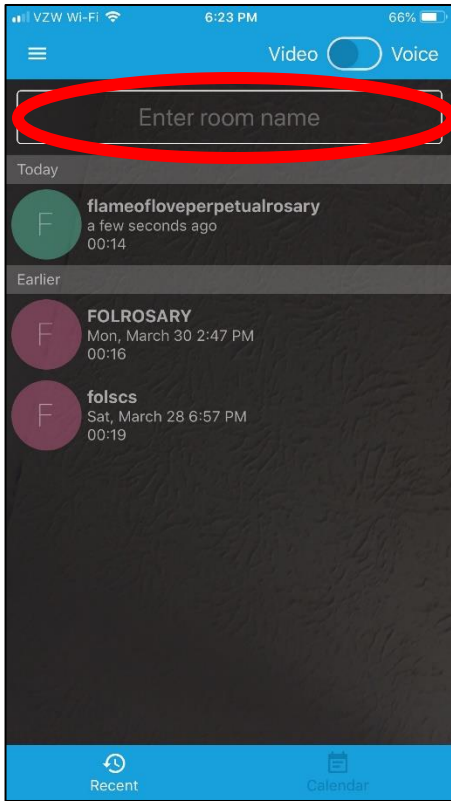 VZW Wi-Fi 6:23 PM 66%
Video Voice
Enter room name
Today
F
flameofloveperpetualrosary
a few seconds ago
00:14
Earlier
F
FOLROSARY
Mon, March 30 2:47 PM
00:16
F
folscs
Sat, March 28 6:57 PM
00:19
Recent Calendar